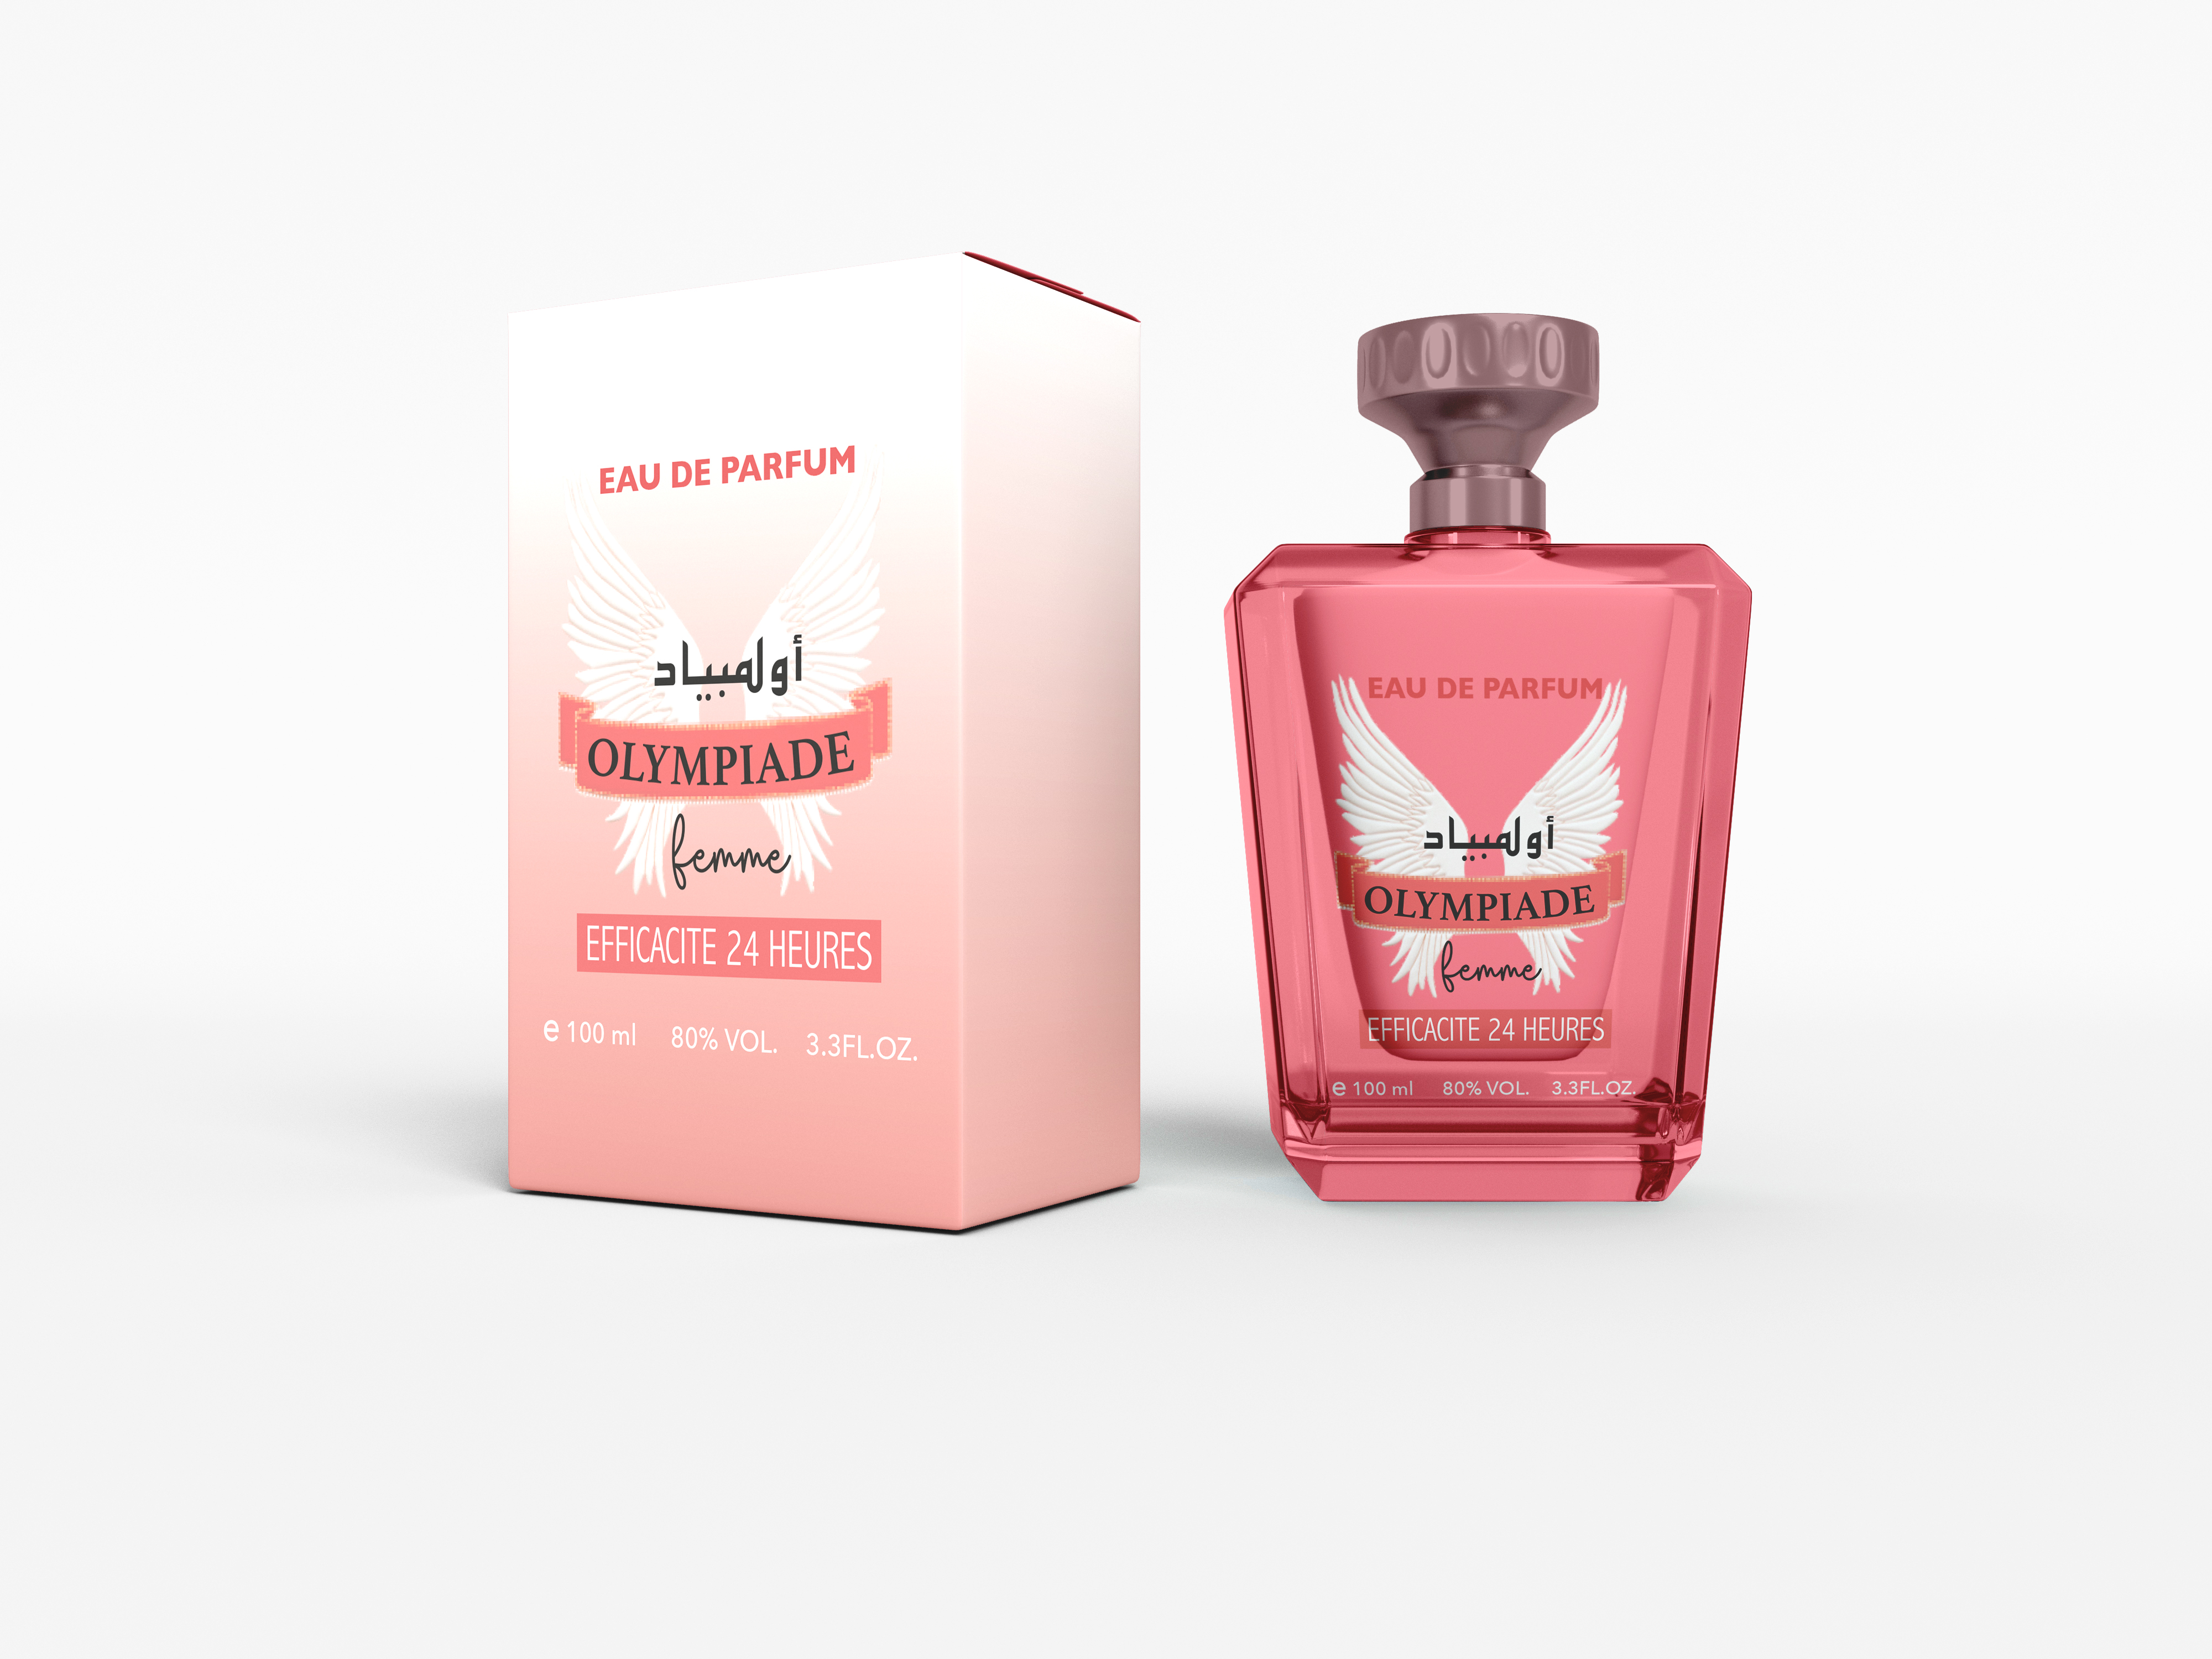 EAU DE PARFUM
أولمبياد
OLYMPIADE
femme
EFFICACITE 24 HEURES
e 100 ml 80% VOL. 3.3FL.OZ.
EAU DE PARFUM
أولمبياد
OLYMPIADE
femme
EFFICACITE 24 HEURES
e 100 ml 80% VOL. 3.3FL.OZ.